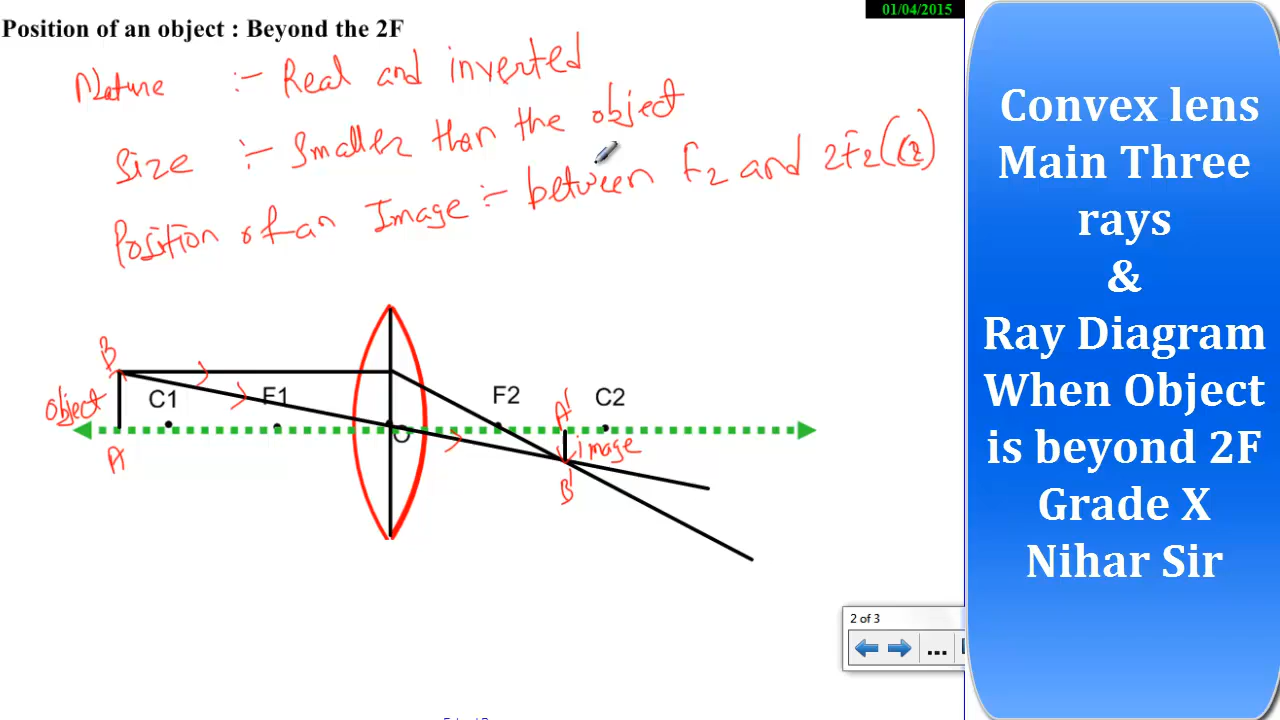 01/04/2015
Position of an object : Beyond the 2F
Nature :- Real and inverted
Size :- Smaller than the object
Position of an Image :- between F2 and 2F2 (C2)
B
object
C1
F1
A
O
F2
A'
C2
image
B'
2 of 3
...
Convex lens
Main Three
rays
&
Ray Diagram
When Object
is beyond 2F
Grade X
Nihar Sir